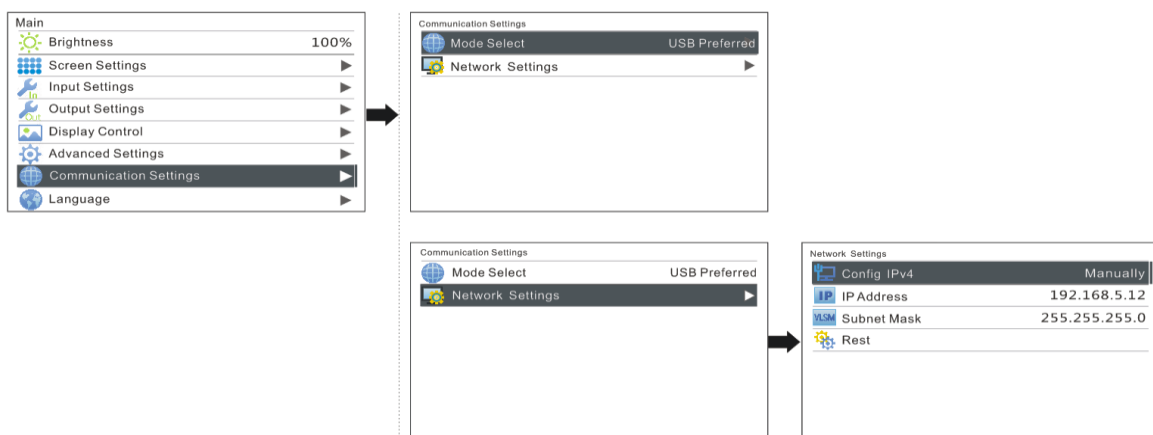 Main
Brightness 100%
Screen Settings
Input Settings
In
Output Settings
Out
Display Control
Advanced Settings
Communication Settings
Language
Communication Settings
Mode Select USB Preferred
Network Settings
Communication Settings
Mode Select USB Preferred
Network Settings
Network Settings
Config IPv4 Manually
IP IP Address 192.168.5.12
VLSM Subnet Mask 255.255.255.0
Rest